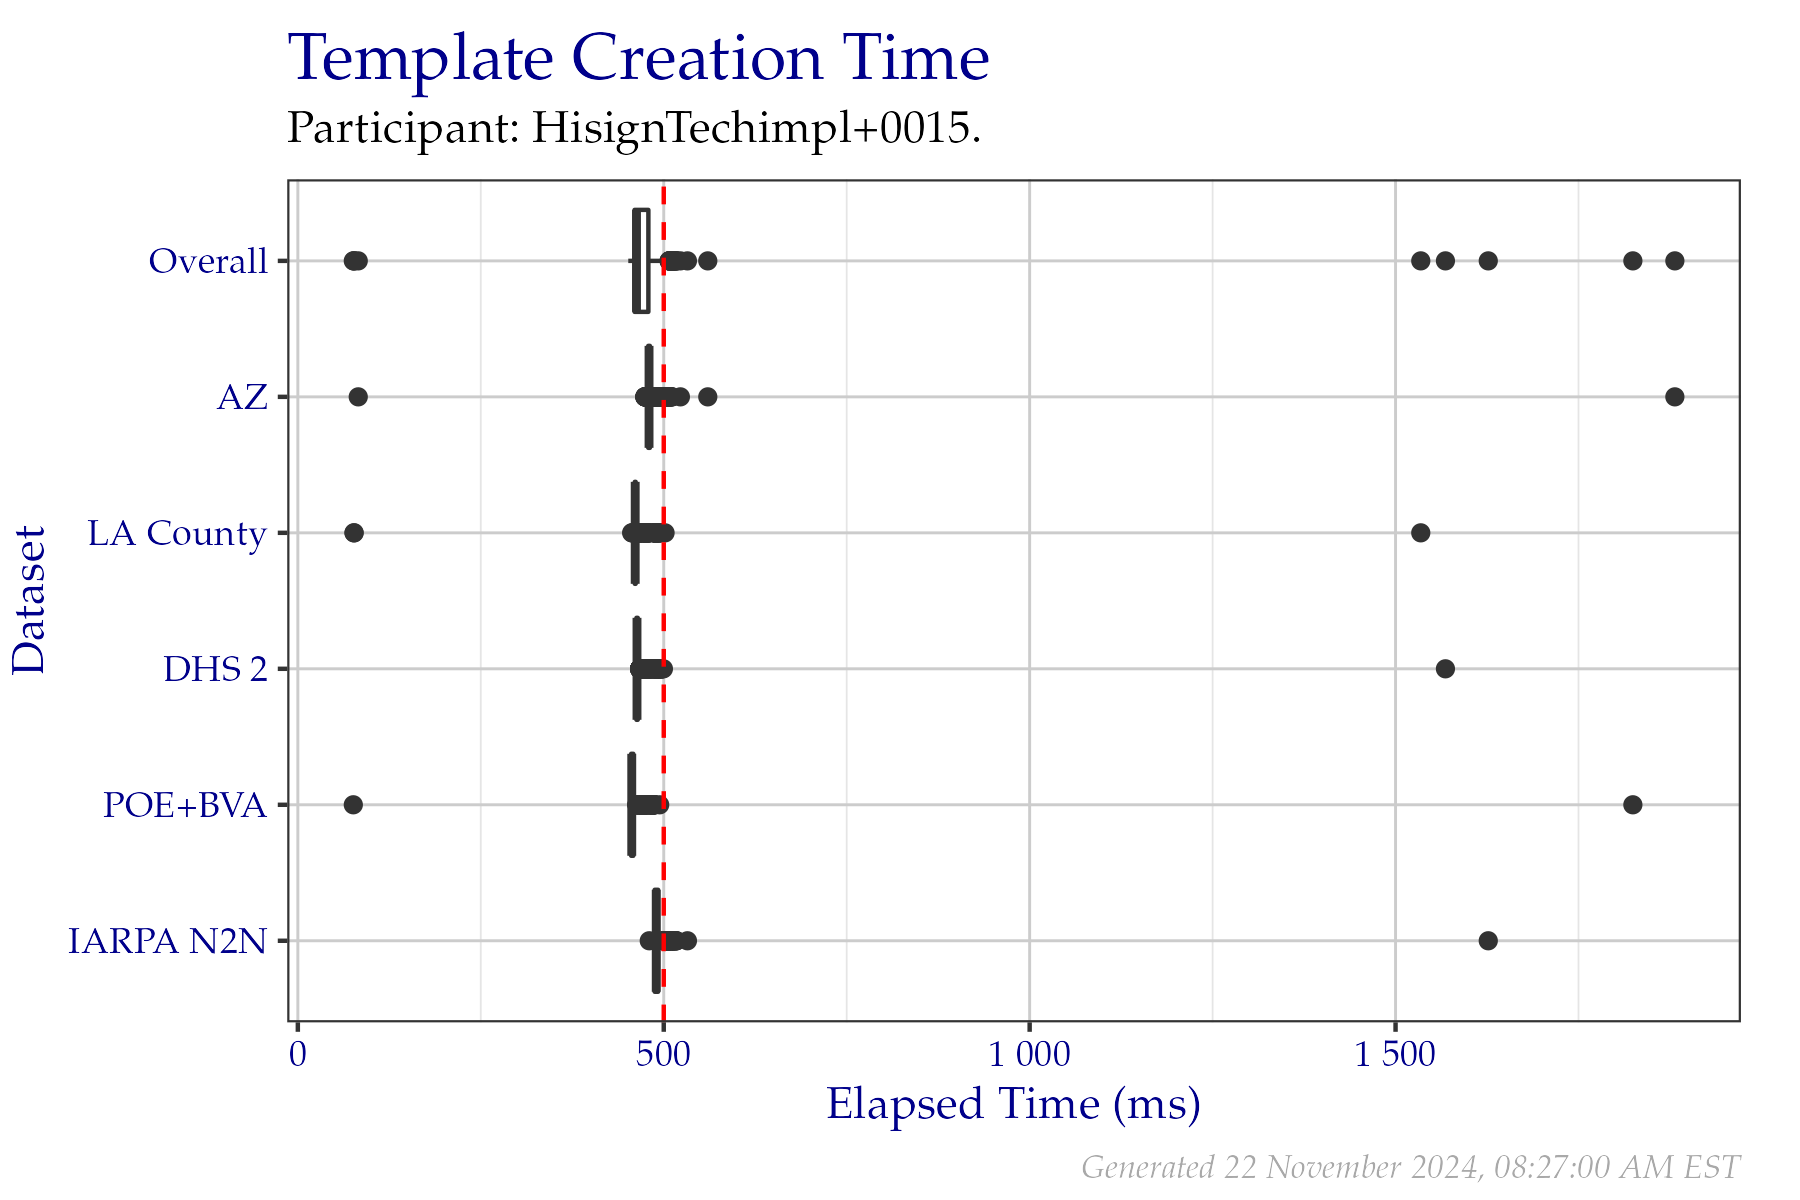 Template Creation Time
Participant: HisignTechimpl+0015.
Overall
AZ
LA County
DHS 2
POE+BVA
IARPA N2N
Dataset
0 500 1 000 1 500
Elapsed Time (ms)
Generated 22 November 2024, 08:27:00 AM EST